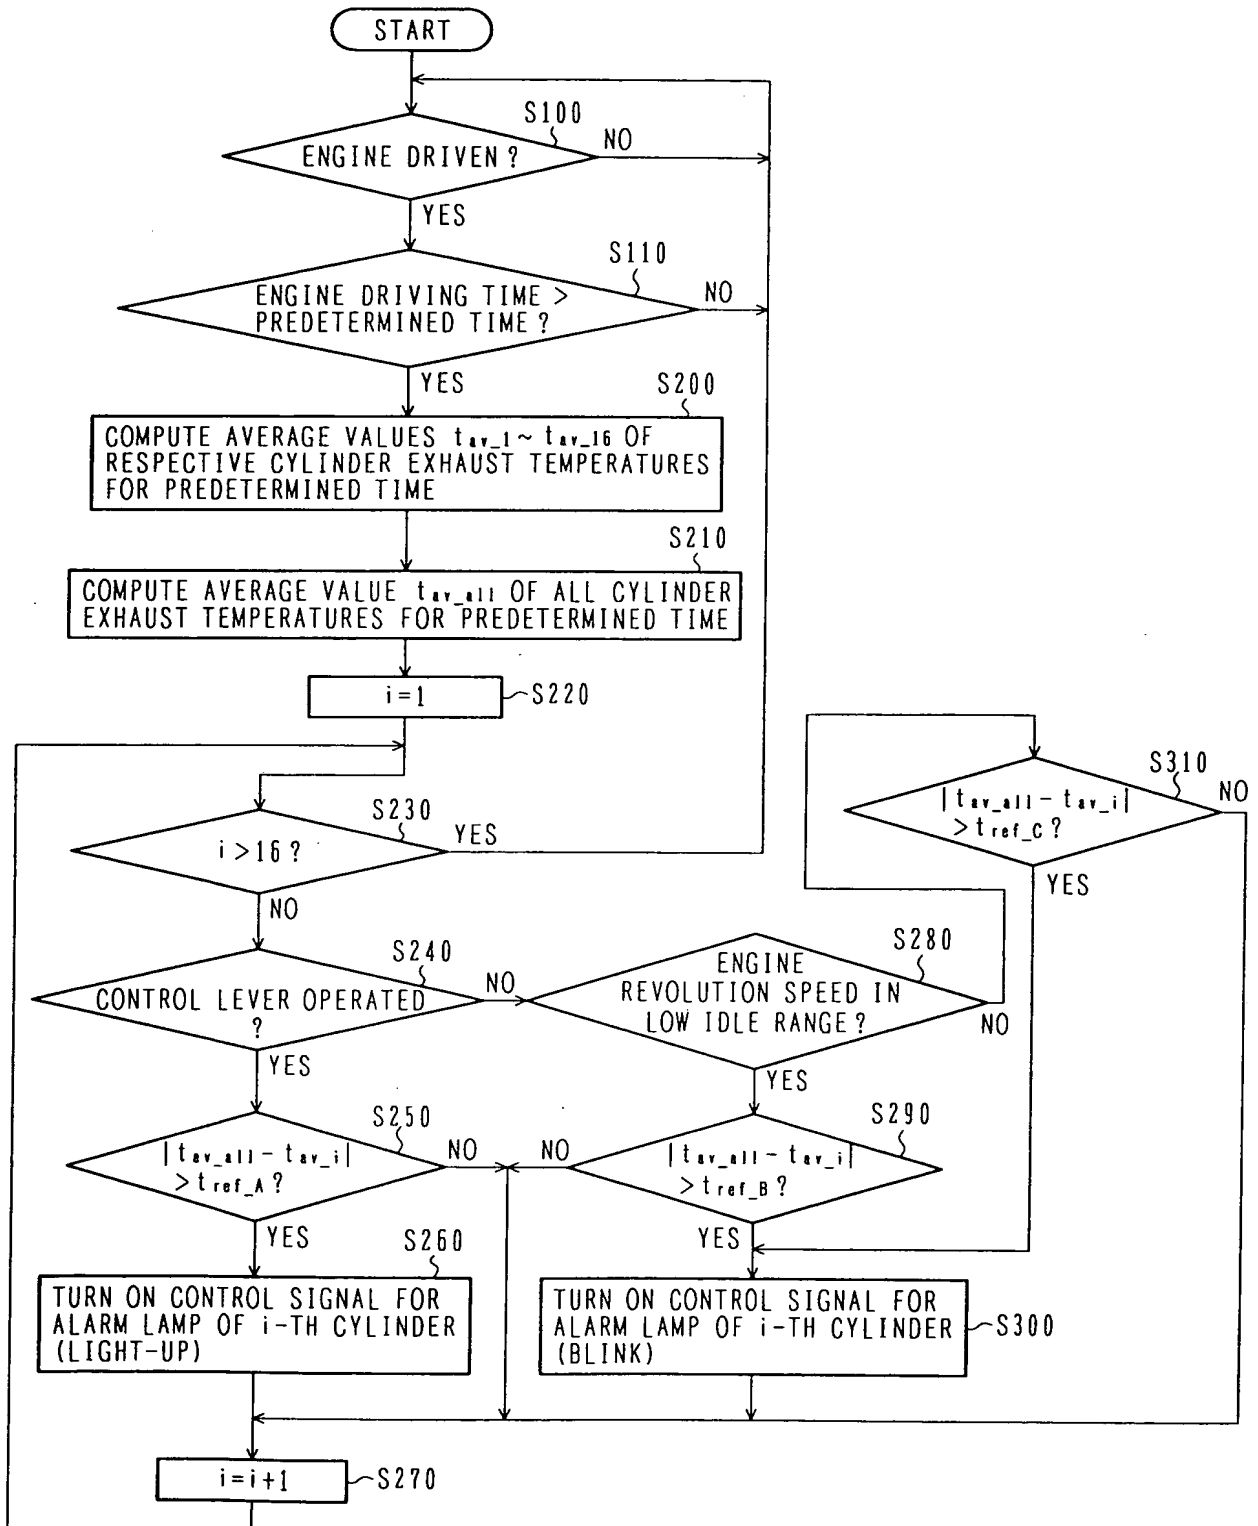 START
S100
ENGINE DRIVEN ?
NO
YES
S110
ENGINE DRIVING TIME >
PREDETERMINED TIME ?
NO
YES
S200
COMPUTE AVERAGE VALUES tav_1 ~ tav_16 OF
RESPECTIVE CYLINDER EXHAUST TEMPERATURES
FOR PREDETERMINED TIME
S210
COMPUTE AVERAGE VALUE tav_all OF ALL CYLINDER
EXHAUST TEMPERATURES FOR PREDETERMINED TIME
i=1
S220
S230
i>16 ?
YES
NO
S310
|tav_all - tav_i|
> tref_C ?
NO
YES
S240
CONTROL LEVER OPERATED
?
NO
YES
S280
ENGINE
REVOLUTION SPEED IN
LOW IDLE RANGE ?
NO
YES
S250
|tav_all - tav_i|
> tref_A ?
NO
YES
S290
|tav_all - tav_i|
> tref_B ?
NO
YES
S260
TURN ON CONTROL SIGNAL FOR
ALARM LAMP OF i-TH CYLINDER
(LIGHT-UP)
TURN ON CONTROL SIGNAL FOR
ALARM LAMP OF i-TH CYLINDER
(BLINK)
S300
i=i+1
S270